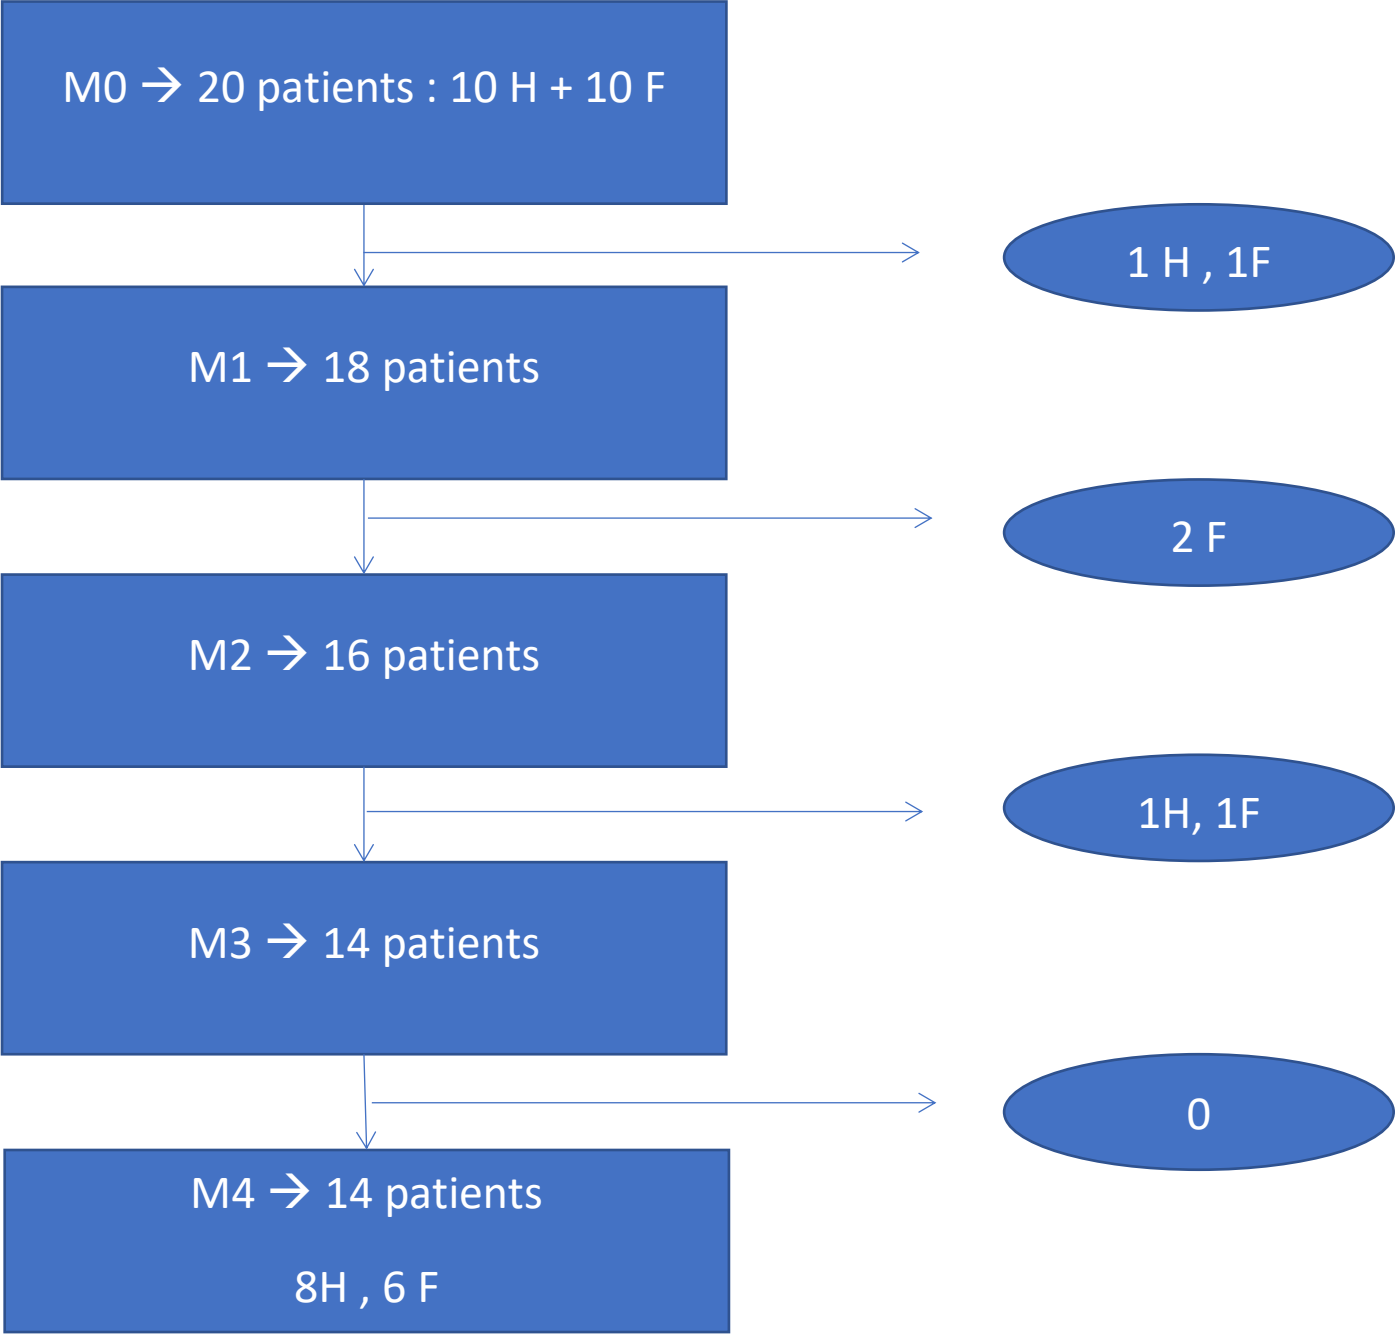 M0 → 20 patients : 10 H + 10 F
1 H , 1F
M1 → 18 patients
2 F
M2 → 16 patients
1H, 1F
M3 → 14 patients
0
M4 → 14 patients
8H , 6 F